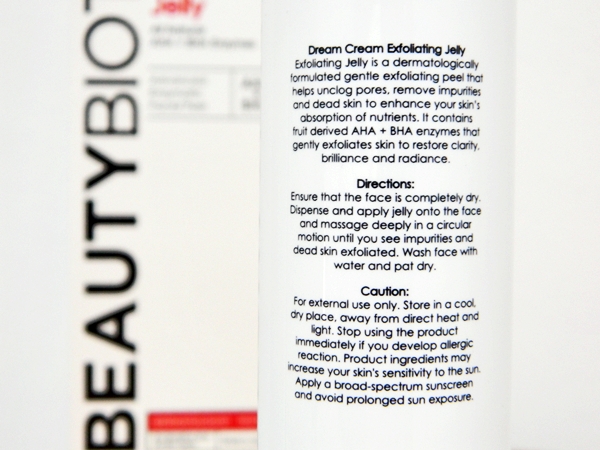 Dream Cream Exfoliating Jelly
Exfoliating Jelly is a dermatologically
formulated gentle exfoliating peel that
helps unclog pores, remove impurities
and dead skin to enhance your skin's
absorption of nutrients. It contains
fruit derived AHA + BHA enzymes that
gently exfoliates skin to restore clarity,
brilliance and radiance.
Directions:
Ensure that the face is completely dry.
Dispense and apply jelly onto the face
and massage deeply in a circular
motion until you see impurities and
dead skin exfoliated. Wash face with
water and pat dry.
Caution:
For external use only. Store in a cool,
dry place, away from direct heat and
light. Stop using the product
immediately if you develop allergic
reaction. Product ingredients may
increase your skin's sensitivity to the sun.
Apply a broad-spectrum sunscreen
and avoid prolonged sun exposure.
BEAUTYBIOT
Jelly